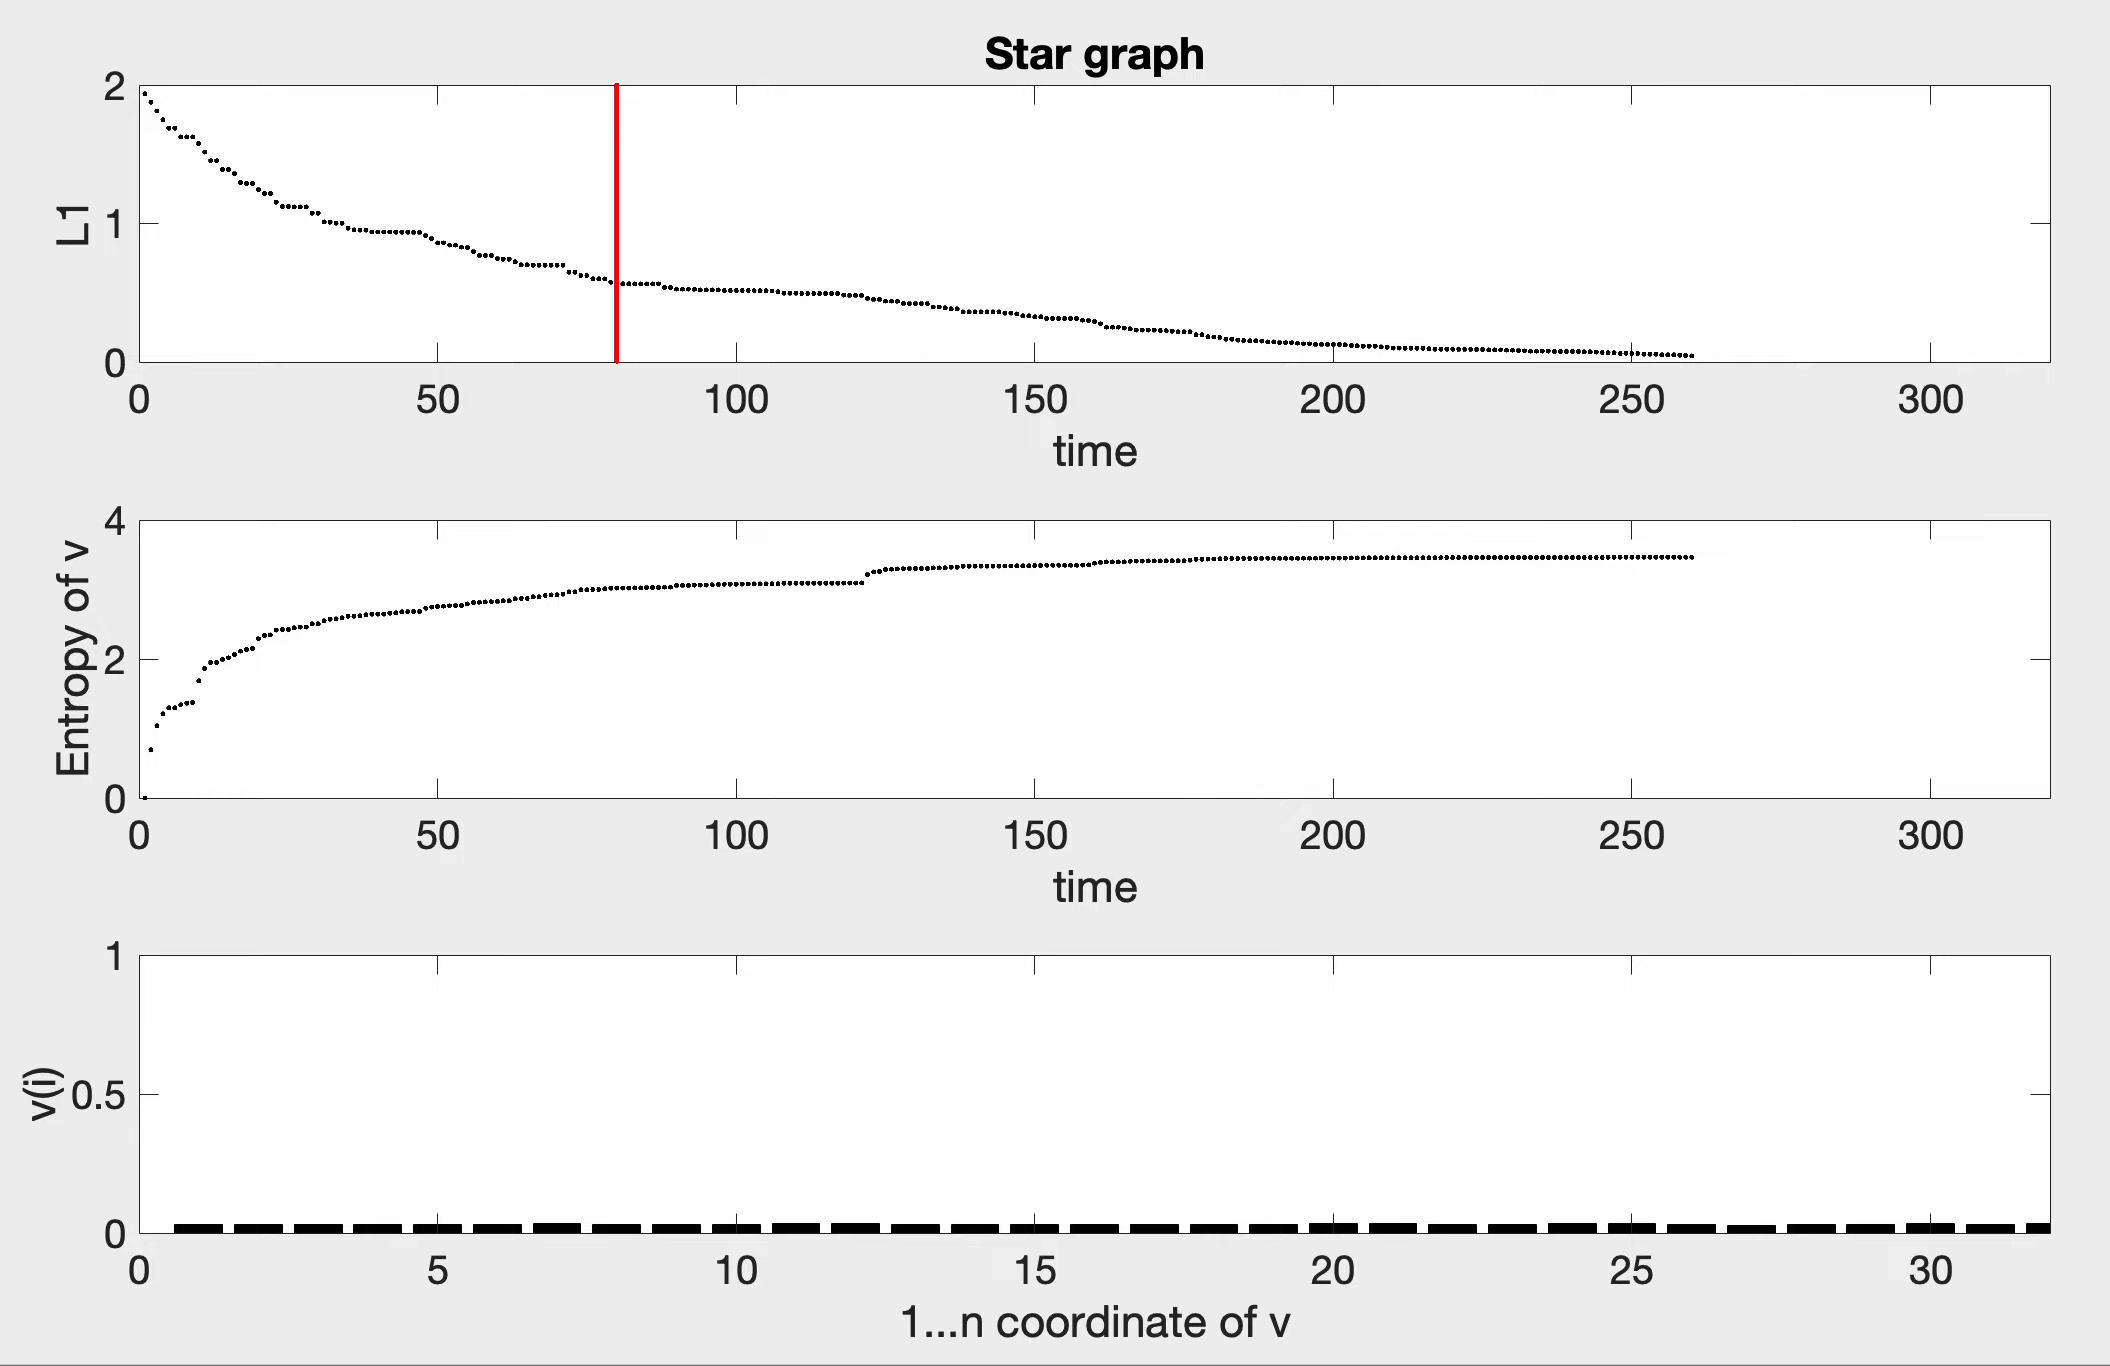 Star graph
2
1
0
L1
0 50 100 150 200 250 300
time
4
2
0
Entropy of v
0 50 100 150 200 250 300
time
1
0.5
0
v(i)
0 5 10 15 20 25 30
1...n coordinate of v